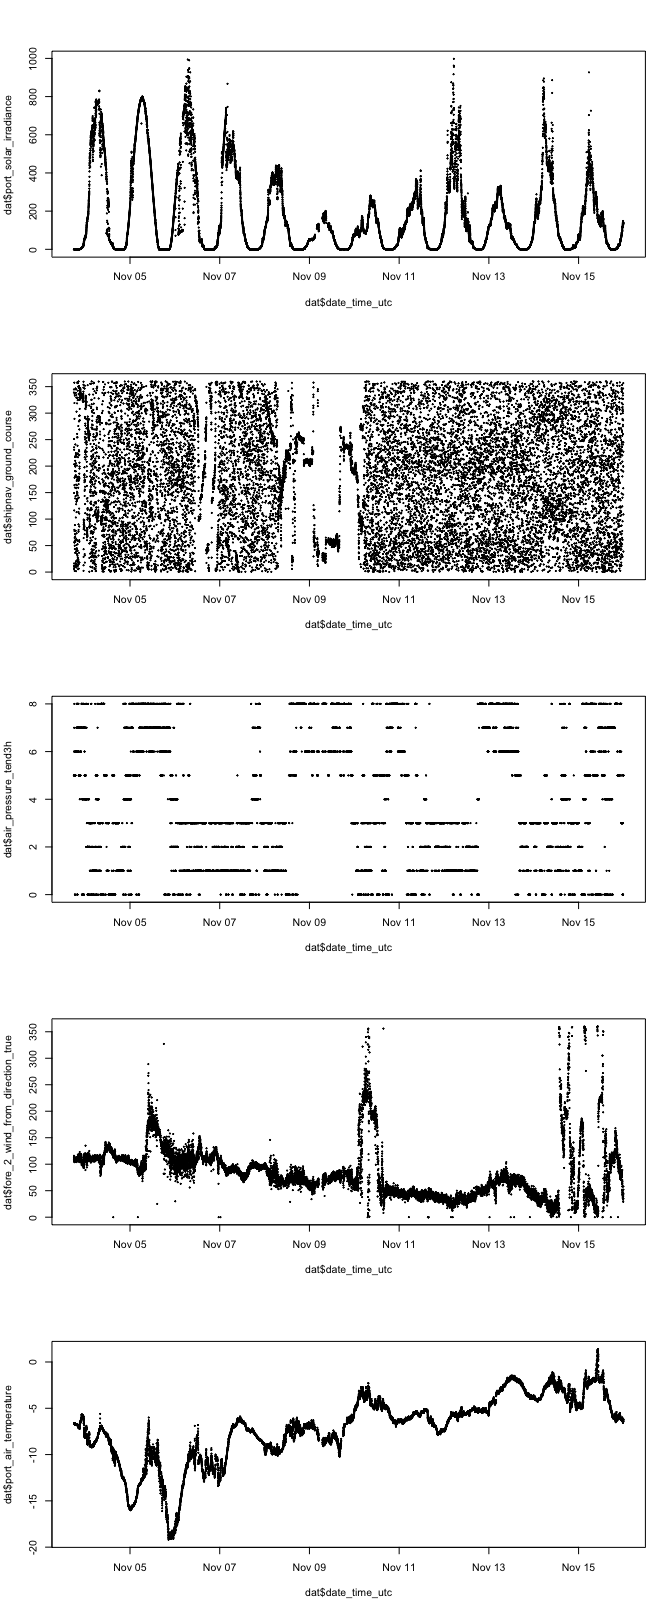 dat$port_solar_irradiance
0 200 400 600 800 1000
Nov 05 Nov 07 Nov 09 Nov 11 Nov 13 Nov 15
dat$date_time_utc
dat$shipnav_ground_course
0 50 100 150 200 250 300 350
Nov 05 Nov 07 Nov 09 Nov 11 Nov 13 Nov 15
dat$date_time_utc
dat$air_pressure_tend3h
0 2 4 6 8
Nov 05 Nov 07 Nov 09 Nov 11 Nov 13 Nov 15
dat$date_time_utc
dat$fore_2_wind_from_direction_true
0 50 100 150 200 250 300 350
Nov 05 Nov 07 Nov 09 Nov 11 Nov 13 Nov 15
dat$date_time_utc
dat$port_air_temperature
-20 -15 -10 -5 0
Nov 05 Nov 07 Nov 09 Nov 11 Nov 13 Nov 15
dat$date_time_utc